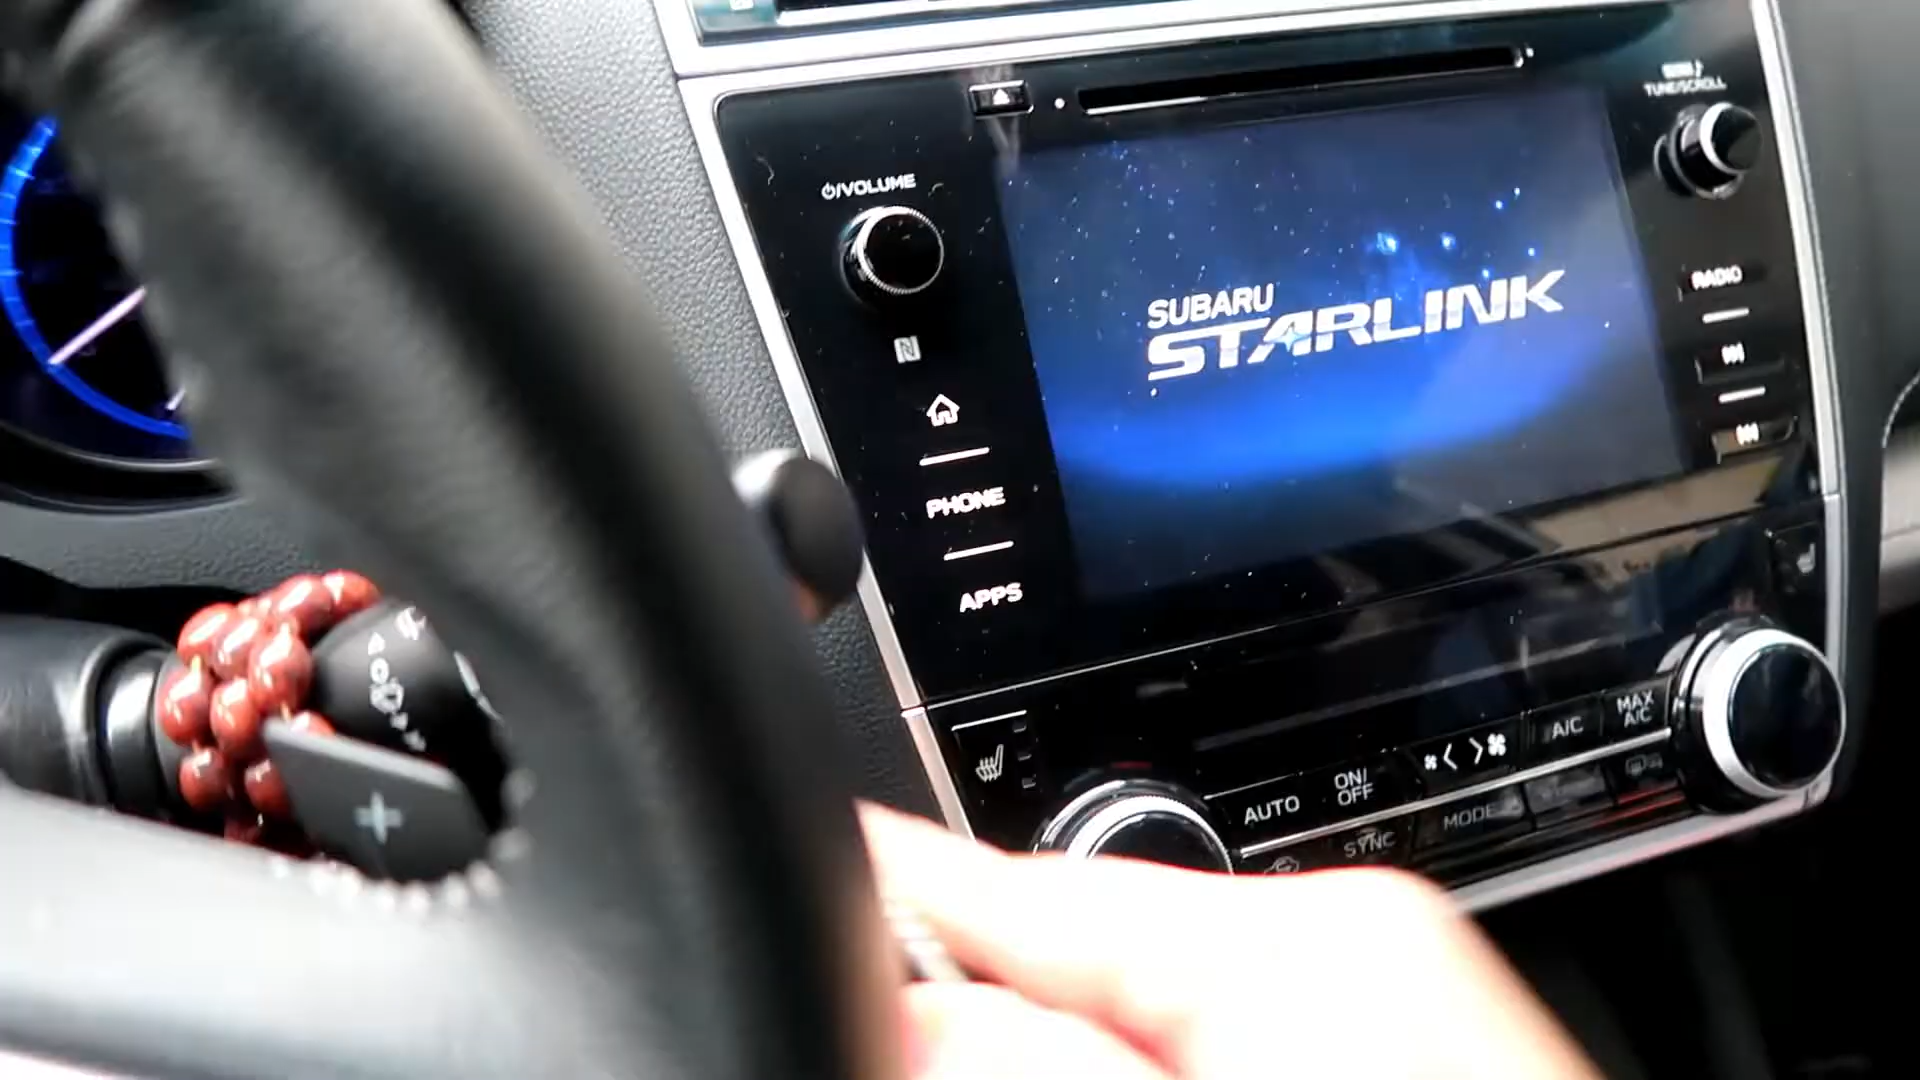 TUNE/SCROLL
VOLUME
RADIO
SUBARU
STARLINK
PHONE
APPS
MAX
A/C
A/C
ON/
OFF
AUTO
MODE
SYNC